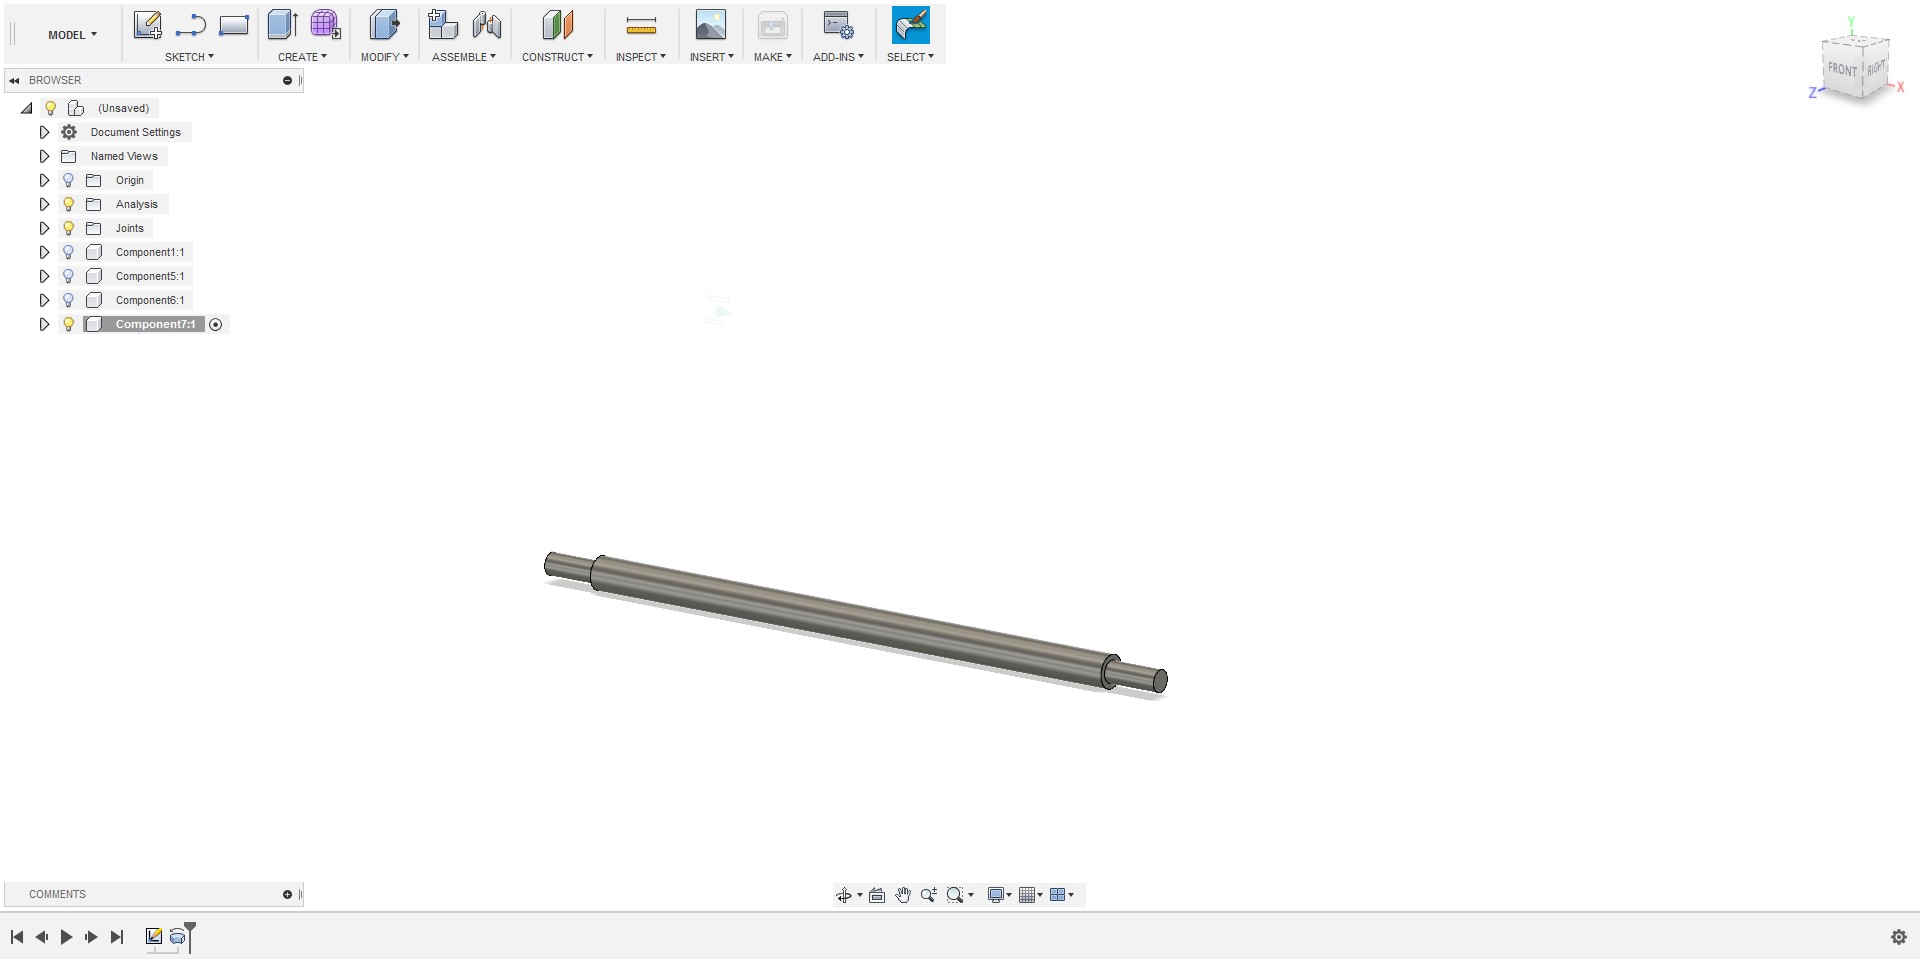 MODEL
SKETCH
CREATE
MODIFY
ASSEMBLE
CONSTRUCT
INSPECT
INSERT
MAKE
ADD-INS
SELECT
BROWSER
(Unsaved)
Document Settings
Named Views
Origin
Analysis
Joints
Component1:1
Component5:1
Component6:1
Component7:1
Y
FRONT
RIGHT
Z
X
COMMENTS